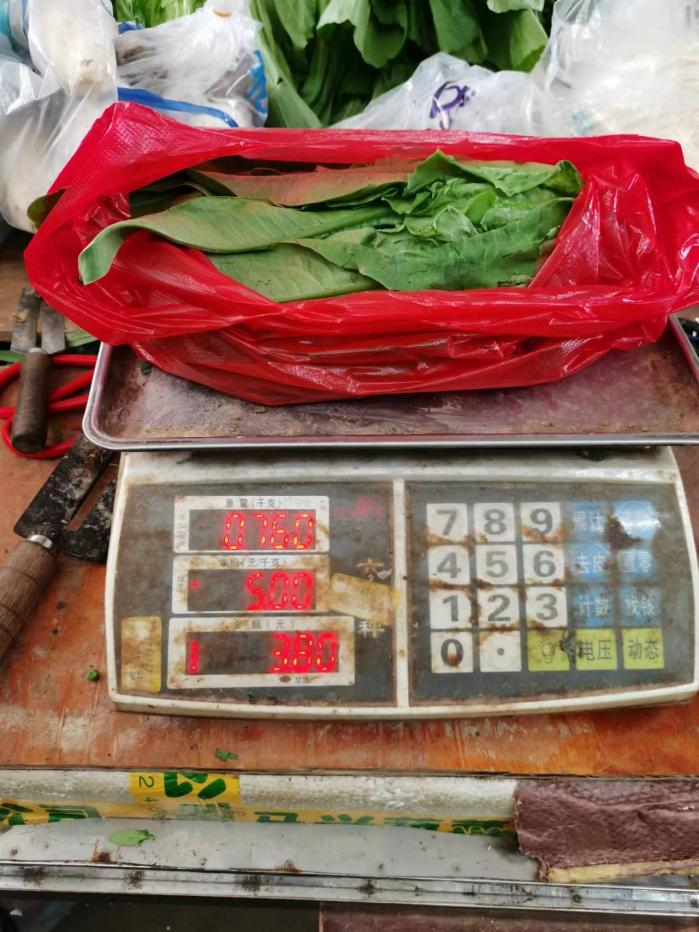 重量(千克)
0.760
单价(元/千克)
5.00
金额(元)
3.80
7 8 9 累计
4 5 6 去皮 置零
1 2 3 计数 找钱
0 · 电压 动态